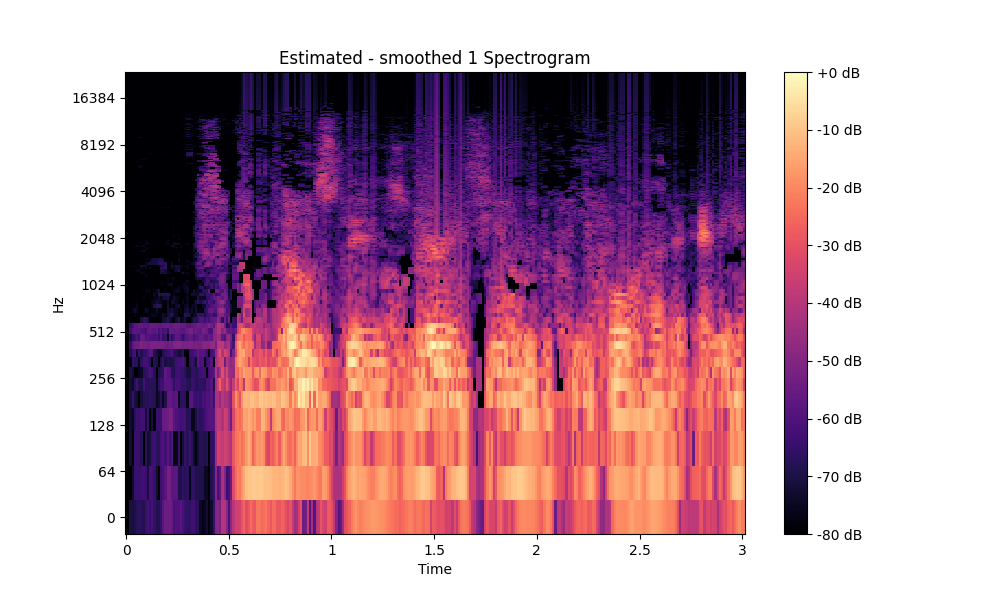 Estimated - smoothed 1 Spectrogram
Hz
16384
8192
4096
2048
1024
512
256
128
64
0
0
0.5
1
1.5
2
2.5
3
Time
+0 dB
-10 dB
-20 dB
-30 dB
-40 dB
-50 dB
-60 dB
-70 dB
-80 dB